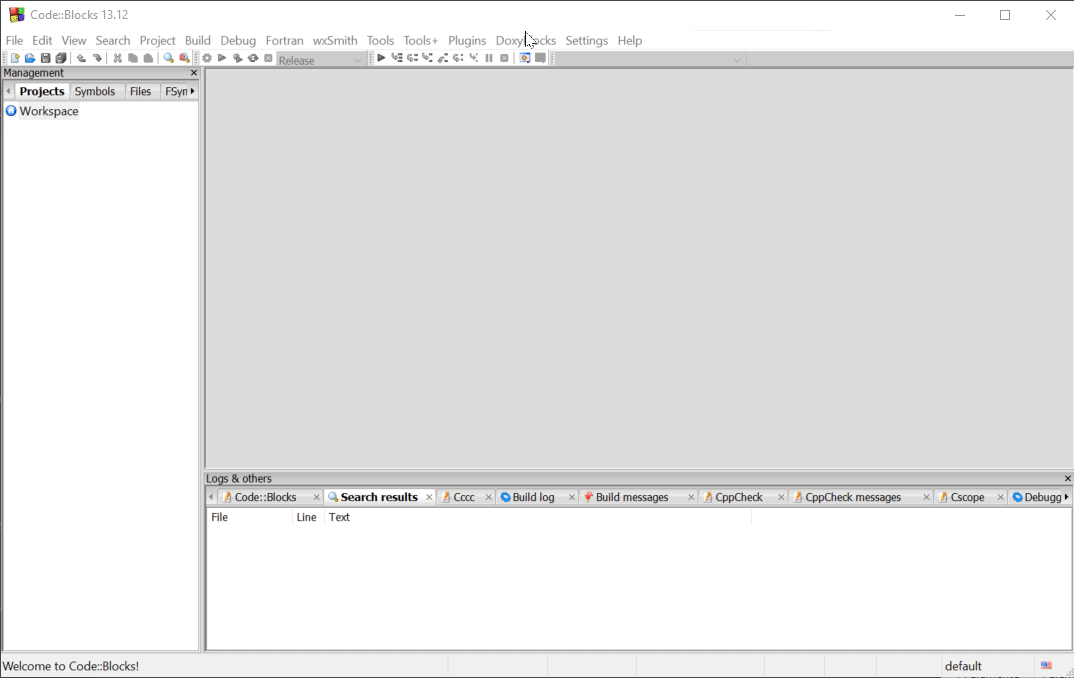 Code::Blocks 13.12
File Edit View Search Project Build Debug Fortran wxSmith Tools Tools+ Plugins DoxyBlocks Settings Help
Release
Management
Projects Symbols Files FSyn
Workspace
Logs & others
Code::Blocks Search results Cccc Build log Build messages CppCheck CppCheck messages Cscope Debugg
File Line Text
Welcome to Code::Blocks! default